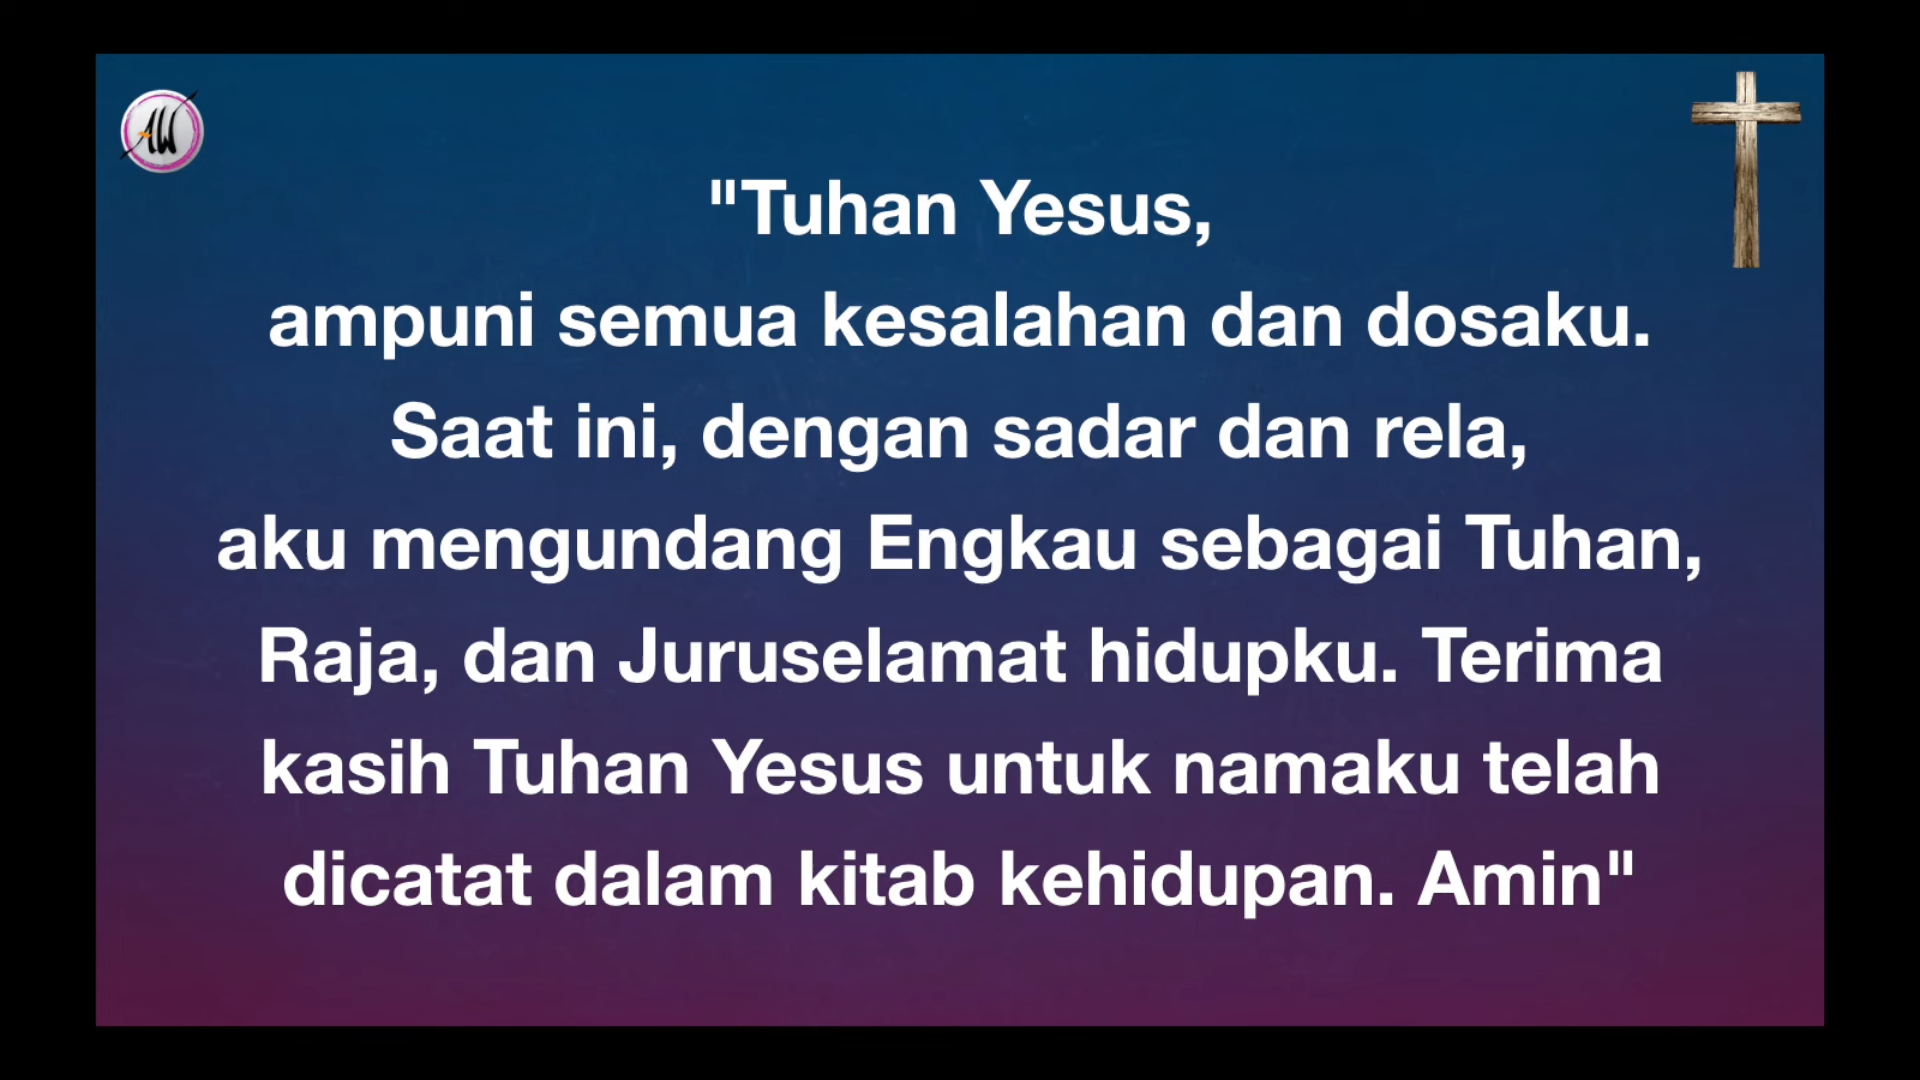 AW
"Tuhan Yesus,
ampuni semua kesalahan dan dosaku.
Saat ini, dengan sadar dan rela,
aku mengundang Engkau sebagai Tuhan,
Raja, dan Juruselamat hidupku. Terima
kasih Tuhan Yesus untuk namaku telah
dicatat dalam kitab kehidupan. Amin"